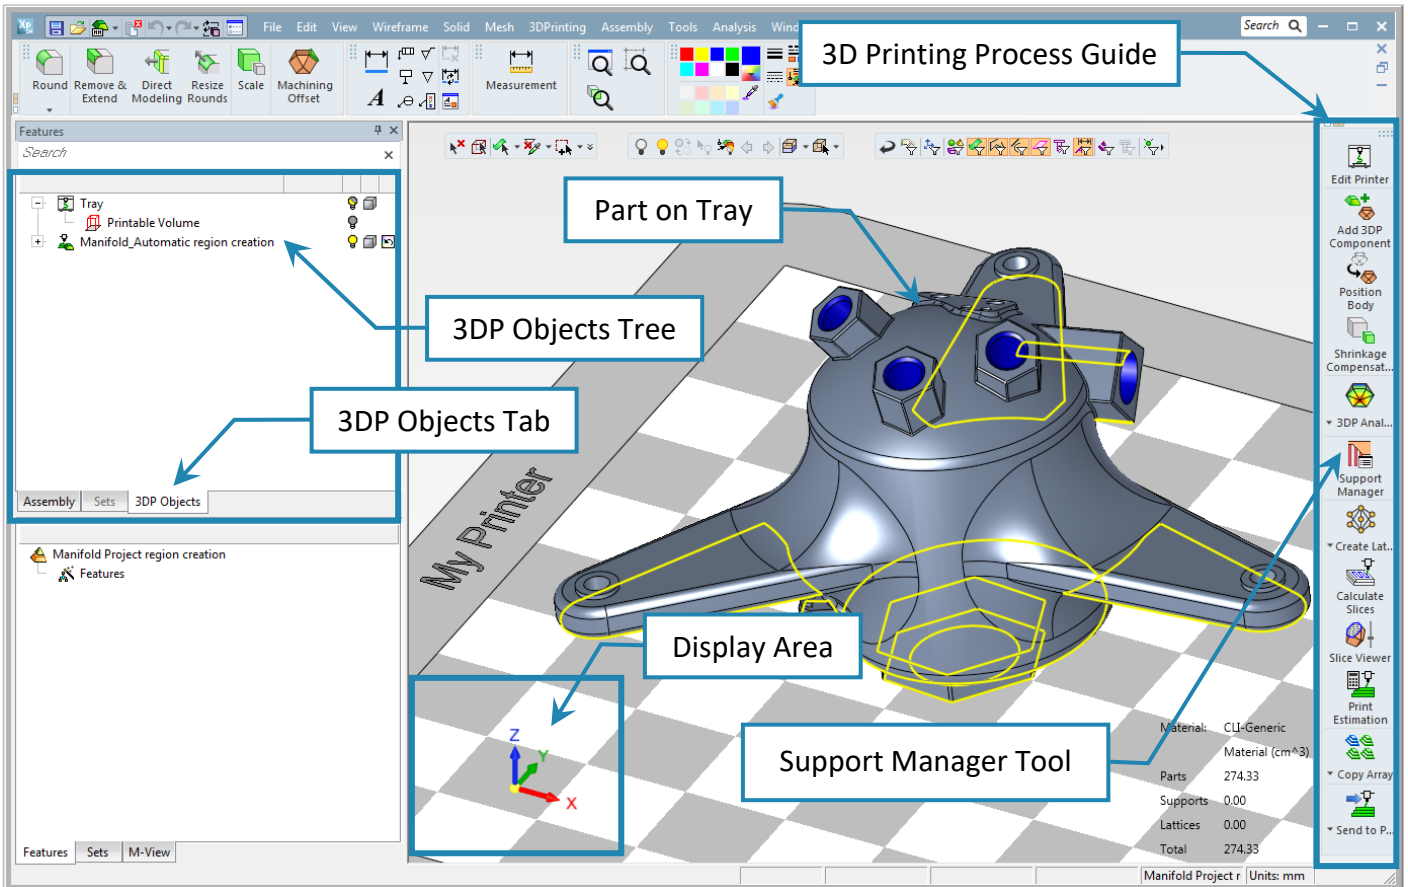 Xp
File Edit View Wireframe Solid Mesh 3DPrinting Assembly Tools Analysis Wind
Search
3D Printing Process Guide
Round
Remove & Extend
Direct Modeling
Resize Rounds
Scale
Machining Offset
A
Measurement
Features
Search
Tray
Printable Volume
Manifold_Automatic region creation
Part on Tray
3DP Objects Tree
3DP Objects Tab
Assembly Sets 3DP Objects
Manifold Project region creation
Features
My Printer
Display Area
Z
Y
X
Support Manager Tool
Material: CLI-Generic
Material (cm^3)
Parts 274.33
Supports 0.00
Lattices 0.00
Total 274.33
Edit Printer
Add 3DP
Component
Position
Body
Shrinkage
Compensat...
3DP Anal...
Support
Manager
Create Lat...
Calculate
Slices
Slice Viewer
Print
Estimation
Copy Array
Send to P...
Features Sets M-View
Manifold Project r Units: mm